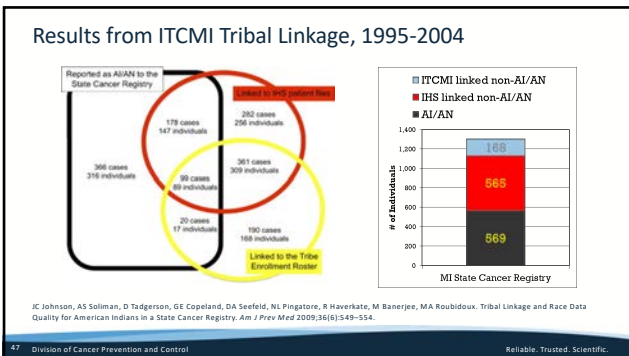 Results from ITCMI Tribal Linkage, 1995-2004
Reported as AI/AN to the
State Cancer Registry
Linked to IHS patient files
178 cases
147 individuals
282 cases
256 individuals
366 cases
316 individuals
99 cases
89 individuals
361 cases
309 individuals
20 cases
17 individuals
190 cases
168 individuals
Linked to the Tribe
Enrollment Roster
ITCMI linked non-AI/AN
IHS linked non-AI/AN
AI/AN
# of Individuals
1,400
1,200
1,000
800
600
400
200
0
168
565
569
MI State Cancer Registry
JC Johnson, AS Soliman, D Tadgerson, GE Copeland, DA Seefeld, NL Pingatore, R Haverkate, M Banerjee, MA Roubidoux. Tribal Linkage and Race Data
Quality for American Indians in a State Cancer Registry. Am J Prev Med 2009;36(6):549–554.
47 Division of Cancer Prevention and Control
Reliable. Trusted. Scientific.